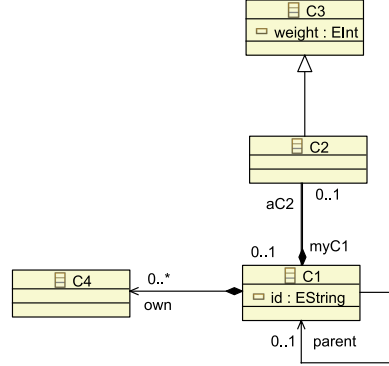 C3
weight : EInt
C2
aC2
0..1
0..1
myC1
C4
0..*
C1
own
id : EString
0..1
parent